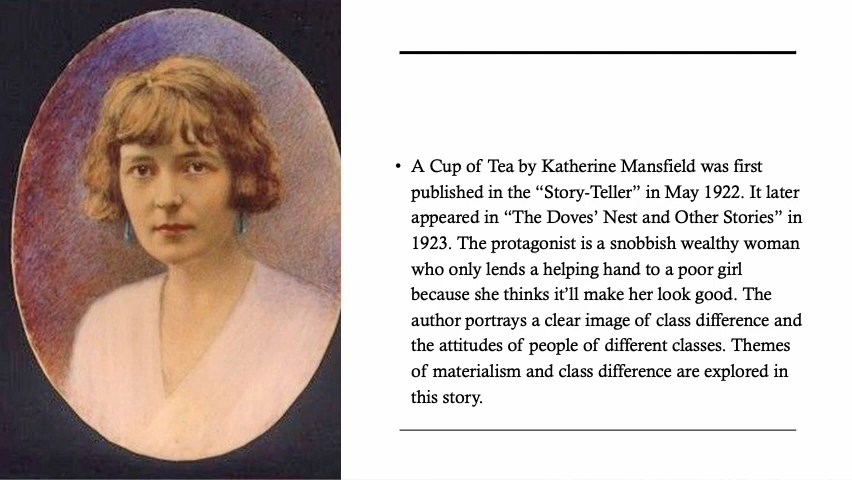 • A Cup of Tea by Katherine Mansfield was first
published in the “Story-Teller” in May 1922. It later
appeared in “The Doves’ Nest and Other Stories” in
1923. The protagonist is a snobbish wealthy woman
who only lends a helping hand to a poor girl
because she thinks it’ll make her look good. The
author portrays a clear image of class difference and
the attitudes of people of different classes. Themes
of materialism and class difference are explored in
this story.